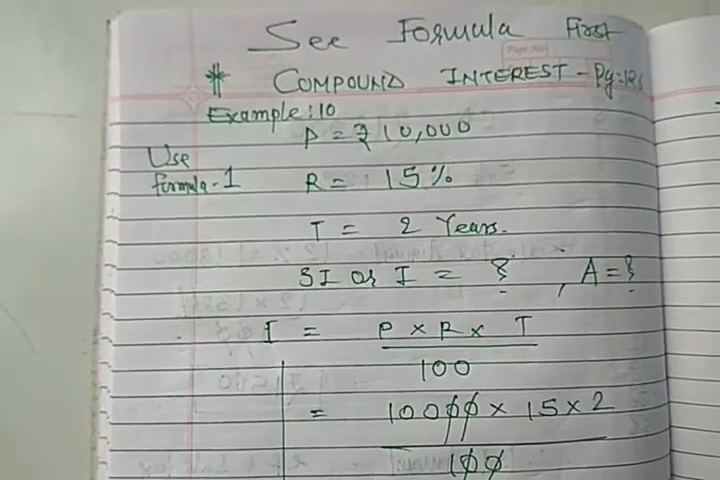 See Formula First
* COMPOUND INTEREST - Pg:
Example:10
P = ₹ 10,000
Use
formula-1
R = 15%
T = 2 Years.
SI or I = ? , A = ?
I = P × R × T
100
= 10000 × 15 × 2
100